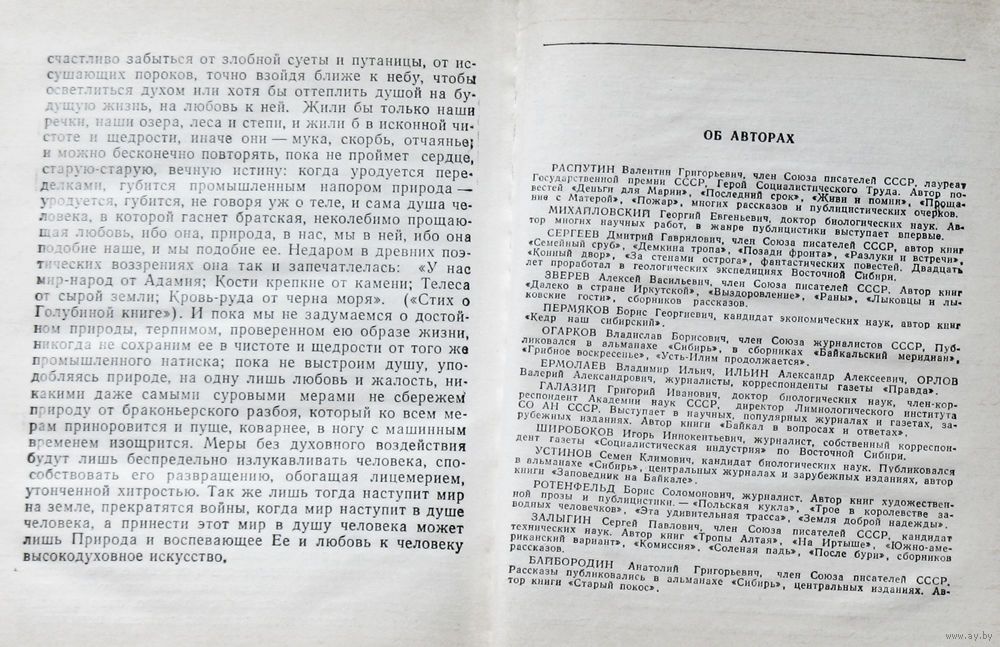 счастливо забыться от злобной суеты и путаницы, от ис-
сушающих пороков, точно взойдя ближе к небу, чтобы
осветлиться духом или хотя бы оттеплить душой на бу-
дущую жизнь, на любовь к ней. Жили бы только наши
речки, наши озера, леса и степи, и жили б в исконной чи-
стоте и щедрости, иначе они — мука, скорбь, отчаянье;
и можно бесконечно повторять, пока не проймет сердце,
старую-старую, вечную истину: когда уродуется пере-
делками, губится промышленным напором природа —
уродуется, губится, не говоря уж о теле, и сама душа че-
ловека, в которой гаснет братская, неколебимо прощаю-
щая любовь, ибо она, природа, в нас, мы в ней, ибо она
подобие наше, и мы подобие ее. Недаром в древних поэ-
тических воззрениях она так и запечатлелась: «У нас
мир-народ от Адамия; Кости крепкие от камени; Телеса
от сырой земли; Кровь-руда от черна моря». («Стих о
Голубиной книге»). И пока мы не задумаемся о достой-
ном природы, терпимом, проверенном ею образе жизни,
никогда не сохраним ее в чистоте и щедрости от того же
промышленного натиска; пока не выстроим душу, упо-
добляясь природе, на одну лишь любовь и жалость, ни-
какими даже самыми суровыми мерами не сбережем
природу от браконьерского разбоя, который ко всем ме-
рам приноровится и пуще, коварнее, в ногу с машинным
временем изощрится. Меры без духовного воздействия
будут лишь беспредельно излукавливать человека, спо-
собствовать его развращению, обогащая лицемерием,
утонченной хитростью. Так же лишь тогда наступит мир
на земле, прекратятся войны, когда мир наступит в душе
человека, а принести этот мир в душу человека может
лишь Природа и воспевающее Ее и любовь к человеку
высокодуховное искусство.
ОБ АВТОРАХ
РАСПУТИН Валентин Григорьевич, член Союза писателей СССР, лауреат
Государственной премии СССР, Герой Социалистического Труда. Автор по-
вестей «Деньги для Марии», «Последний срок», «Живи и помни», «Проща-
ние с Матерой», «Пожар», многих рассказов и публицистических очерков.
МИХАЙЛОВСКИЙ Георгий Евгеньевич, доктор биологических наук. Ав-
тор многих научных работ, в жанре публицистики выступает впервые.
СЕРГЕЕВ Дмитрий Гаврилович, член Союза писателей СССР, автор книг
«Семейный сруб», «Демкина тропа», «Позади фронта», «Разлуки и встречи»,
«Конный двор», «За стенами острога», фантастических повестей. Двадцать
лет проработал в геологических экспедициях Восточной Сибири.
ЗВЕРЕВ Алексей Васильевич, член Союза писателей СССР. Автор книг
«Далеко в стране Иркутской», «Выздоровление», «Раны», «Лыковцы и лы-
ковские гости», сборников рассказов.
ПЕРМЯКОВ Борис Георгиевич, кандидат экономических наук, автор книг
«Кедр наш сибирский».
ОГАРКОВ Владислав Борисович, член Союза журналистов СССР, Пуб-
ликовался в альманахе «Сибирь», в сборниках «Байкальский меридиан»,
«Грибное воскресенье», «Усть-Илим продолжается».
ЕРМОЛАЕВ Владимир Ильич, ИЛЬИН Александр Алексеевич, ОРЛОВ
Валерий Александрович, журналисты, корреспонденты газеты «Правда».
ГАЛАЗИЙ Григорий Иванович, доктор биологических наук, член-кор-
респондент Академии наук СССР, директор Лимнологического института
СО АН СССР. Выступает в научных, популярных журналах и газетах, за-
рубежных изданиях. Автор книги «Байкал в вопросах и ответах».
ШИРОБОКОВ Игорь Иннокентьевич, журналист, собственный корреспон-
дент газеты «Социалистическая индустрия» по Восточной Сибири.
УСТИНОВ Семен Климович, кандидат биологических наук. Публиковался
в альманахе «Сибирь», центральных журналах и зарубежных изданиях, автор
книги «Заповедник на Байкале».
РОТЕНФЕЛЬД Борис Соломонович, журналист. Автор книг художествен-
ной прозы и публицистики — «Польская кукла», «Трое в королевстве за-
водных человечков», «Эта удивительная трасса», «Земля доброй надежды».
ЗАЛЫГИН Сергей Павлович, член Союза писателей СССР, кандидат
технических наук. Автор книг «Тропы Алтая», «На Иртыше», «Южно-аме-
риканский вариант», «Комиссия», «Соленая падь», «После бури», сборников
рассказов.
БАЙБОРОДИН Анатолий Григорьевич, член Союза писателей СССР.
Рассказы публиковались в альманахе «Сибирь», центральных изданиях. Ав-
тор книги «Старый покос».
www.ay.by